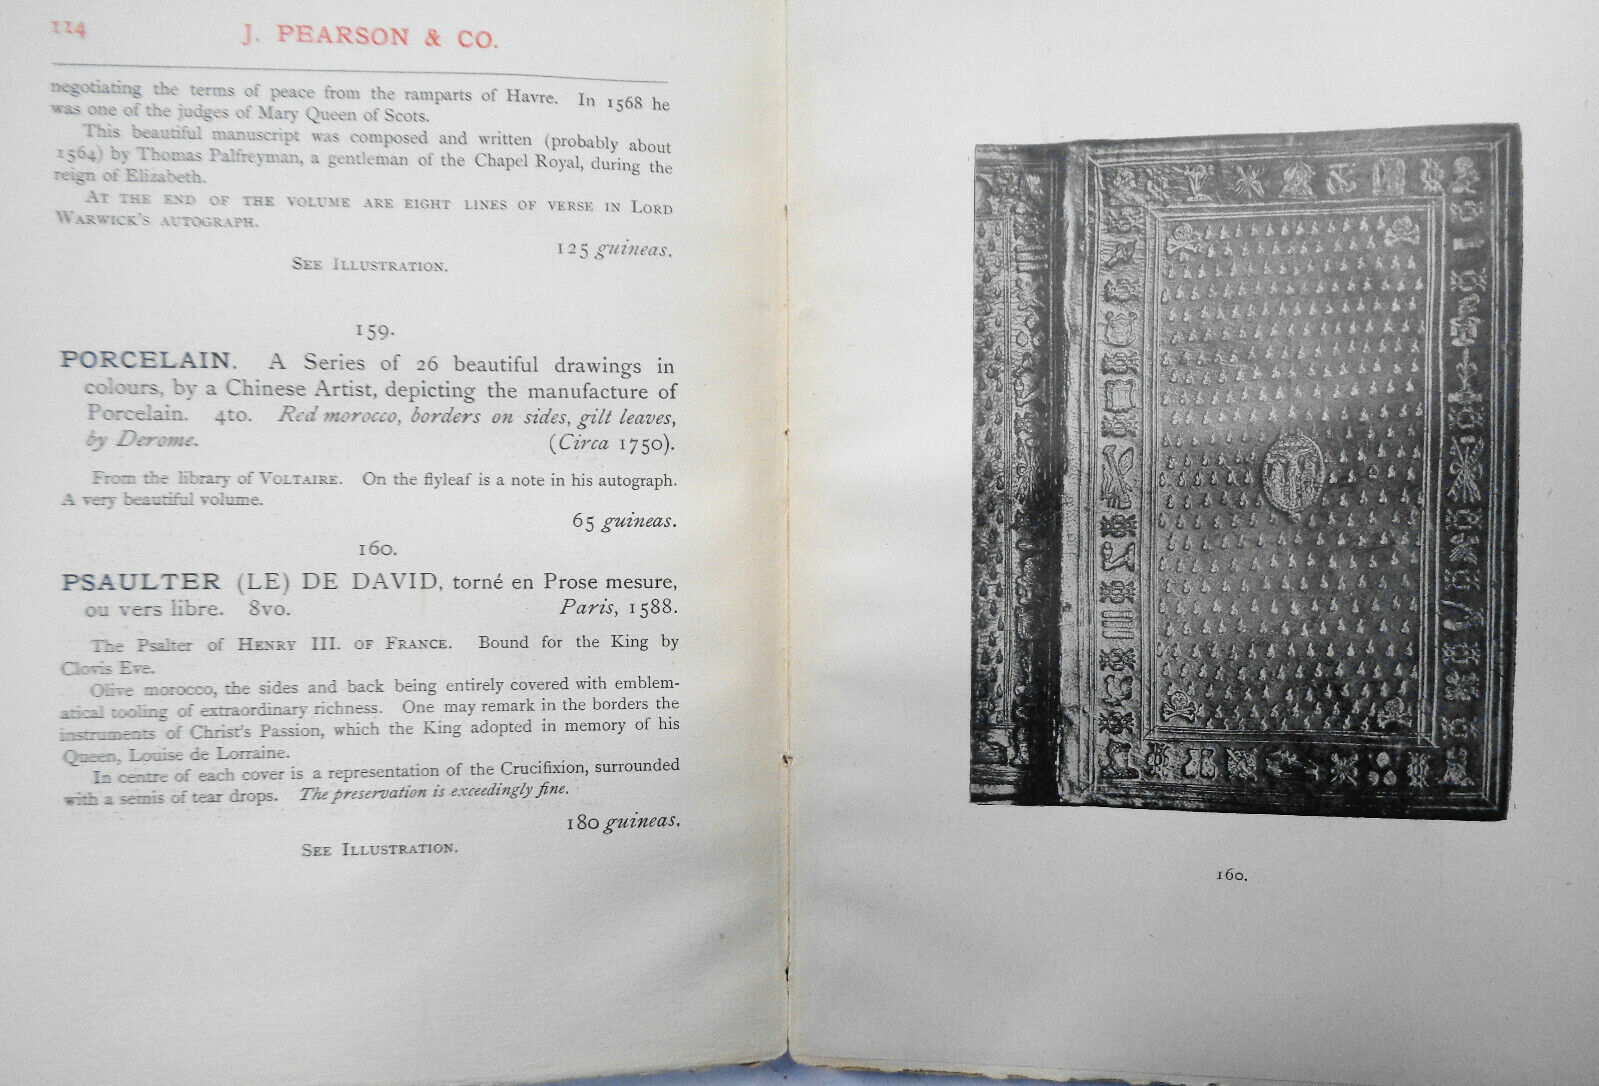 114
J. PEARSON & CO.
negotiating the terms of peace from the ramparts of Havre. In 1568 he
was one of the judges of Mary Queen of Scots.
This beautiful manuscript was composed and written (probably about
1564) by Thomas Palfreyman, a gentleman of the Chapel Royal, during the
reign of Elizabeth.
AT THE END OF THE VOLUME ARE EIGHT LINES OF VERSE IN LORD
WARWICK'S AUTOGRAPH.
125 guineas.
SEE ILLUSTRATION.
159.
PORCELAIN. A Series of 26 beautiful drawings in
colours, by a Chinese Artist, depicting the manufacture of
Porcelain. 4to. Red morocco, borders on sides, gilt leaves,
by Derome. (Circa 1750).
From the library of VOLTAIRE. On the flyleaf is a note in his autograph.
A very beautiful volume.
65 guineas.
160.
PSAULTER (LE) DE DAVID, torné en Prose mesure,
ou vers libre. 8vo. Paris, 1588.
The Psalter of HENRY III. OF FRANCE. Bound for the King by
Clovis Eve.
Olive morocco, the sides and back being entirely covered with emblem-
atical tooling of extraordinary richness. One may remark in the borders the
instruments of Christ's Passion, which the King adopted in memory of his
Queen, Louise de Lorraine.
In centre of each cover is a representation of the Crucifixion, surrounded
with a semis of tear drops. The preservation is exceedingly fine.
180 guineas.
SEE ILLUSTRATION.
160.